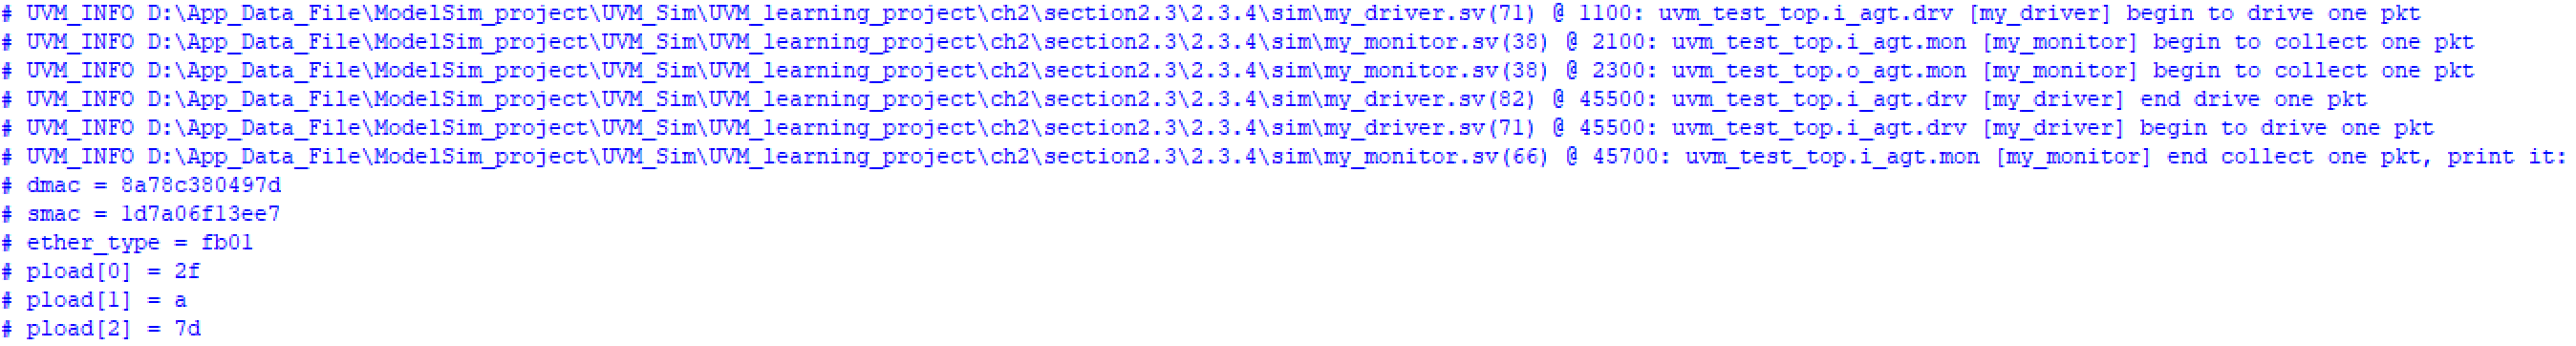 # UVM_INFO D:\App_Data_File\ModelSim_project\UVM_Sim\UVM_learning_project\ch2\section2.3\2.3.4\sim\my_driver.sv(71) @ 1100: uvm_test_top.i_agt.drv [my_driver] begin to drive one pkt
# UVM_INFO D:\App_Data_File\ModelSim_project\UVM_Sim\UVM_learning_project\ch2\section2.3\2.3.4\sim\my_monitor.sv(38) @ 2100: uvm_test_top.i_agt.mon [my_monitor] begin to collect one pkt
# UVM_INFO D:\App_Data_File\ModelSim_project\UVM_Sim\UVM_learning_project\ch2\section2.3\2.3.4\sim\my_monitor.sv(38) @ 2300: uvm_test_top.o_agt.mon [my_monitor] begin to collect one pkt
# UVM_INFO D:\App_Data_File\ModelSim_project\UVM_Sim\UVM_learning_project\ch2\section2.3\2.3.4\sim\my_driver.sv(82) @ 45500: uvm_test_top.i_agt.drv [my_driver] end drive one pkt
# UVM_INFO D:\App_Data_File\ModelSim_project\UVM_Sim\UVM_learning_project\ch2\section2.3\2.3.4\sim\my_driver.sv(71) @ 45500: uvm_test_top.i_agt.drv [my_driver] begin to drive one pkt
# UVM_INFO D:\App_Data_File\ModelSim_project\UVM_Sim\UVM_learning_project\ch2\section2.3\2.3.4\sim\my_monitor.sv(66) @ 45700: uvm_test_top.i_agt.mon [my_monitor] end collect one pkt, print it:
# dmac = 8a78c380497d
# smac = 1d7a06f13ee7
# ether_type = fb01
# pload[0] = 2f
# pload[1] = a
# pload[2] = 7d